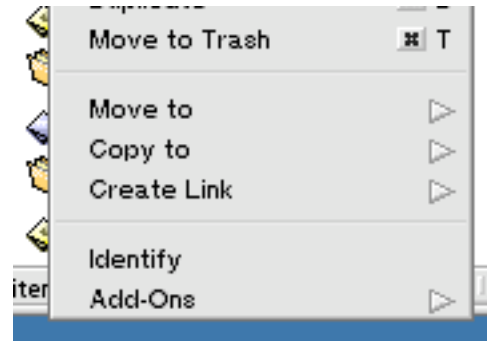 Move to Trash ⌘ T
Move to
Copy to
Create Link
Identify
Add-Ons